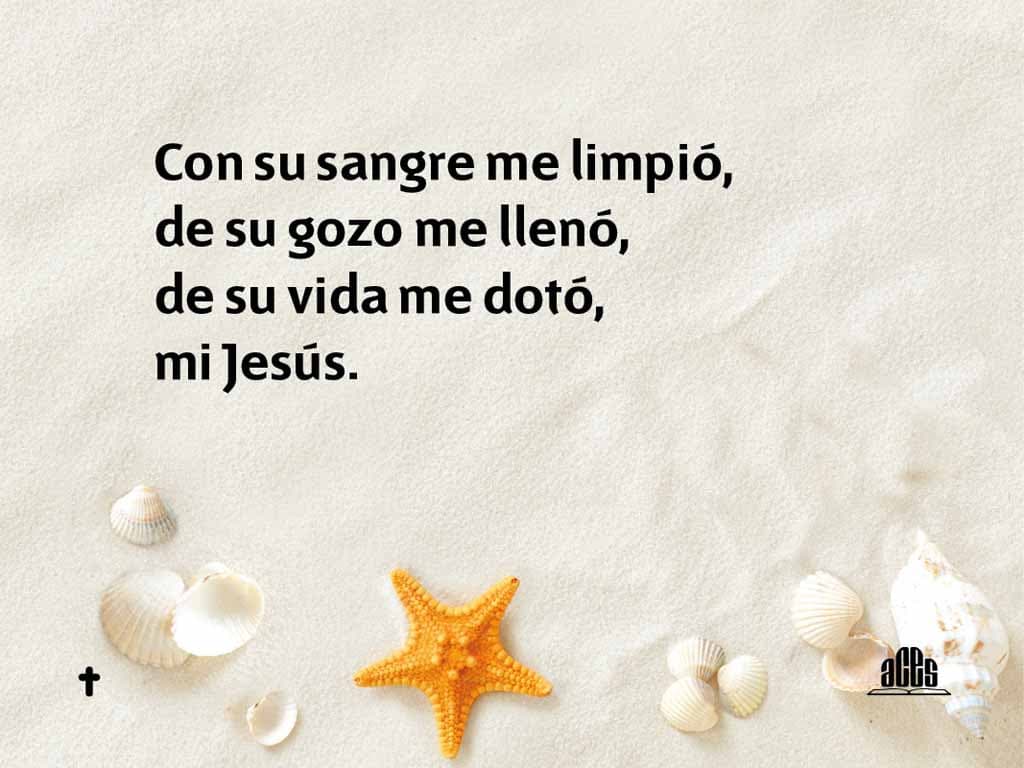 Con su sangre me limpió,
de su gozo me llenó,
de su vida me dotó,
mi Jesús.
aces